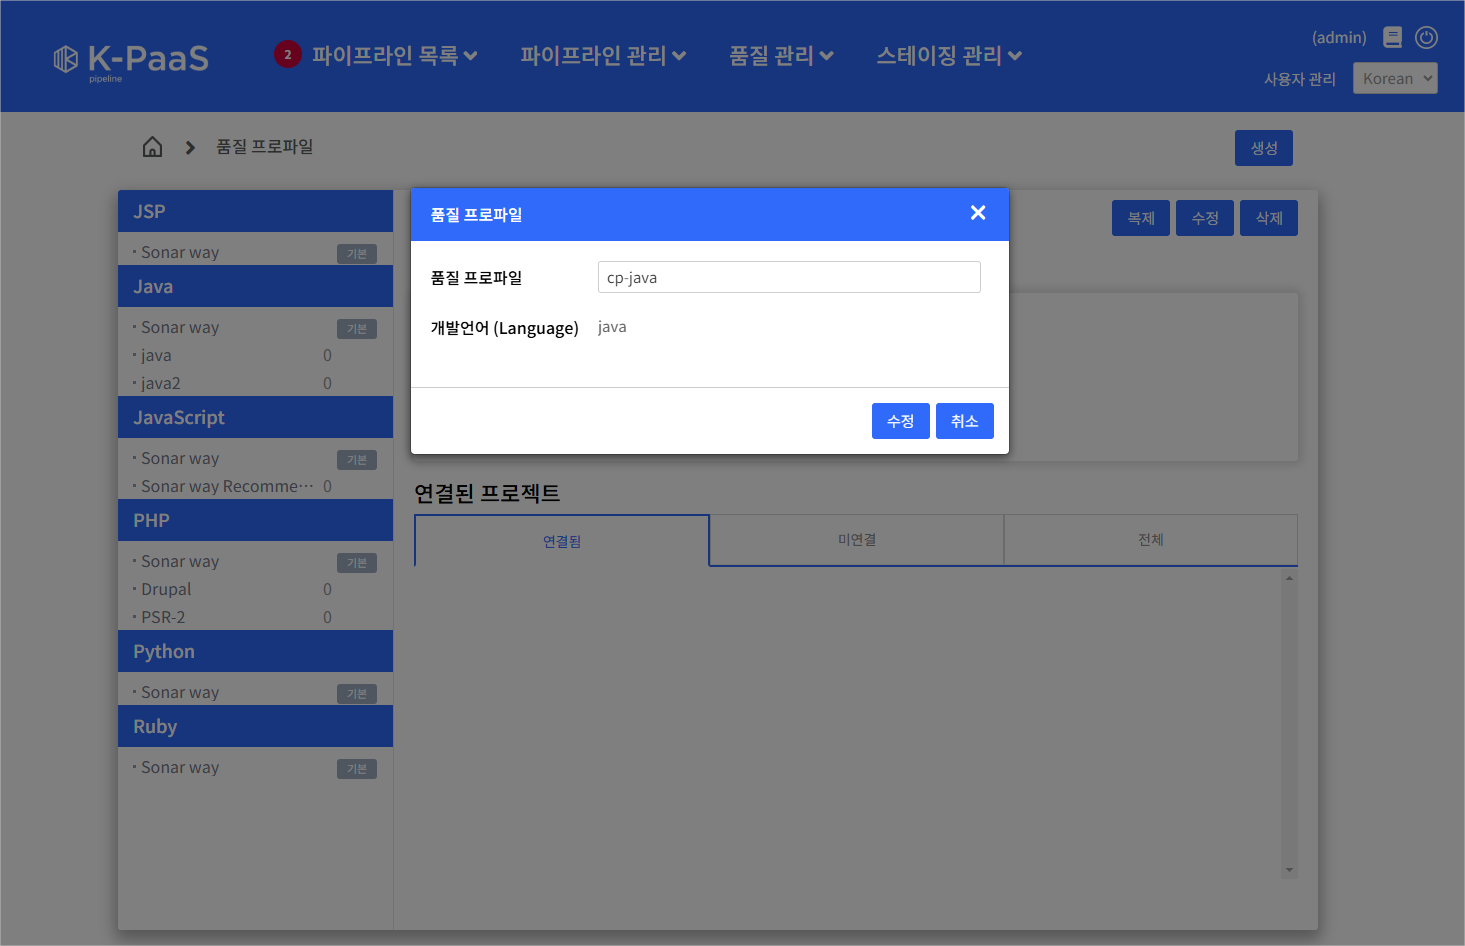 (admin)
K-PaaS
pipeline
2 파이프라인 목록 파이프라인 관리 품질 관리 스테이징 관리
사용자 관리 Korean
품질 프로파일
생성
JSP
· Sonar way 기본
Java
· Sonar way 기본
· java 0
· java2 0
JavaScript
· Sonar way 기본
· Sonar way Recomme··· 0
PHP
· Sonar way 기본
· Drupal 0
· PSR-2 0
Python
· Sonar way 기본
Ruby
· Sonar way 기본
복제 수정 삭제
품질 프로파일
품질 프로파일 cp-java
개발언어 (Language) java
수정 취소
연결된 프로젝트
연결됨 미연결 전체